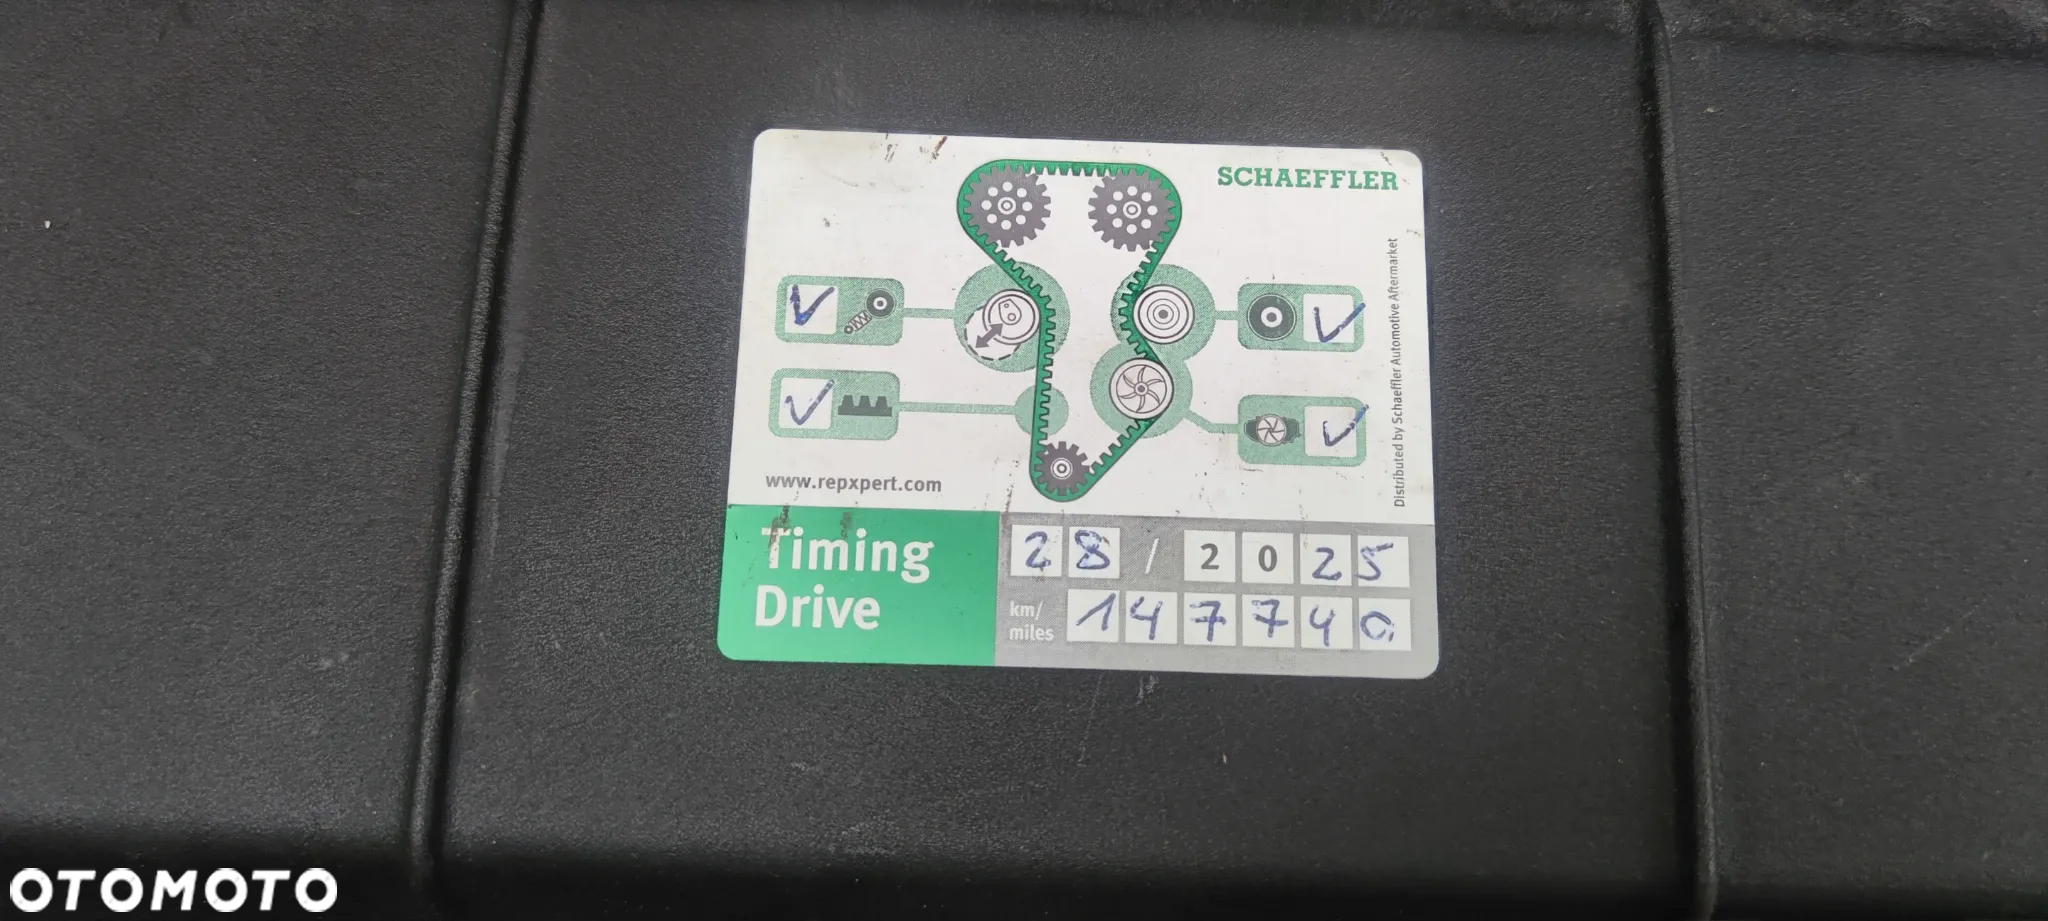 SCHAEFFLER
Distributed by Schaeffler Automotive Aftermarket
www.repxpert.com
Timing
Drive
28 / 2025
km/
miles
147740
OTOMOTO